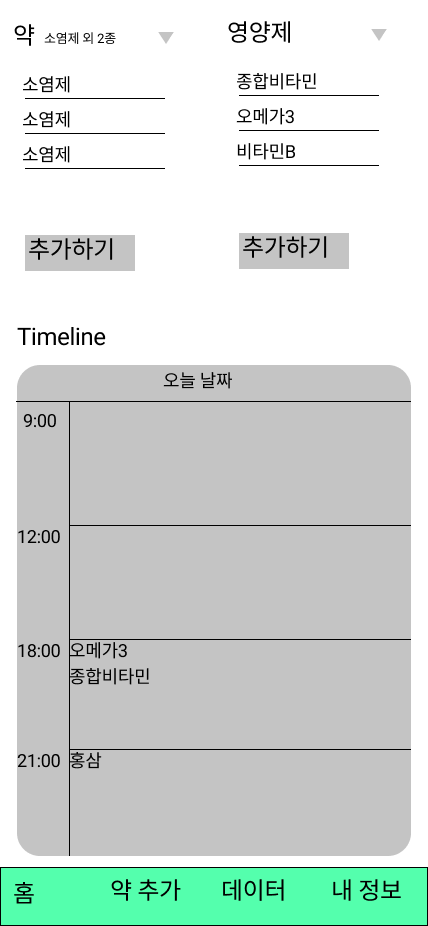 약 소염제 외 2종
소염제
소염제
소염제
추가하기
영양제
종합비타민
오메가3
비타민B
추가하기
Timeline
오늘 날짜
9:00
12:00
18:00 오메가3
종합비타민
21:00 홍삼
홈 약 추가 데이터 내 정보